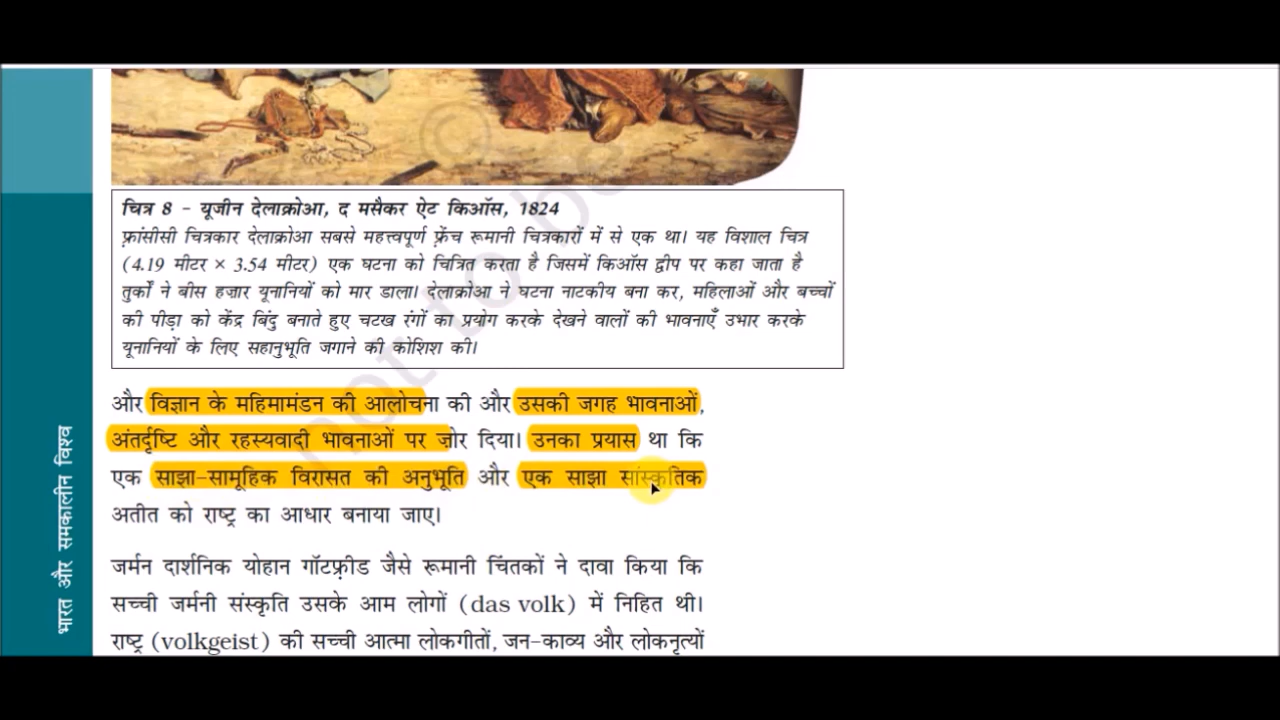 चित्र 8 – यूजीन देलाक्रोआ, द मसैकर ऐट किऑस, 1824
फ़्रांसीसी चित्रकार देलाक्रोआ सबसे महत्त्वपूर्ण फ़्रेंच रूमानी चित्रकारों में से एक था। यह विशाल चित्र
(4.19 मीटर × 3.54 मीटर) एक घटना को चित्रित करता है जिसमें किऑस द्वीप पर कहा जाता है
तुर्कों ने बीस हज़ार यूनानियों को मार डाला। देलाक्रोआ ने घटना नाटकीय बना कर, महिलाओं और बच्चों
की पीड़ा को केंद्र बिंदु बनाते हुए चटख रंगों का प्रयोग करके देखने वालों की भावनाएँ उभार करके
यूनानियों के लिए सहानुभूति जगाने की कोशिश की।
और विज्ञान के महिमामंडन की आलोचना की और उसकी जगह भावनाओं,
अंतर्दृष्टि और रहस्यवादी भावनाओं पर ज़ोर दिया। उनका प्रयास था कि
एक साझा-सामूहिक विरासत की अनुभूति और एक साझा सांस्कृतिक
अतीत को राष्ट्र का आधार बनाया जाए।
जर्मन दार्शनिक योहान गॉटफ़्रीड जैसे रूमानी चिंतकों ने दावा किया कि
सच्ची जर्मनी संस्कृति उसके आम लोगों (das volk) में निहित थी।
राष्ट्र (volkgeist) की सच्ची आत्मा लोकगीतों, जन-काव्य और लोकनृत्यों
भारत और समकालीन विश्व
© not to be